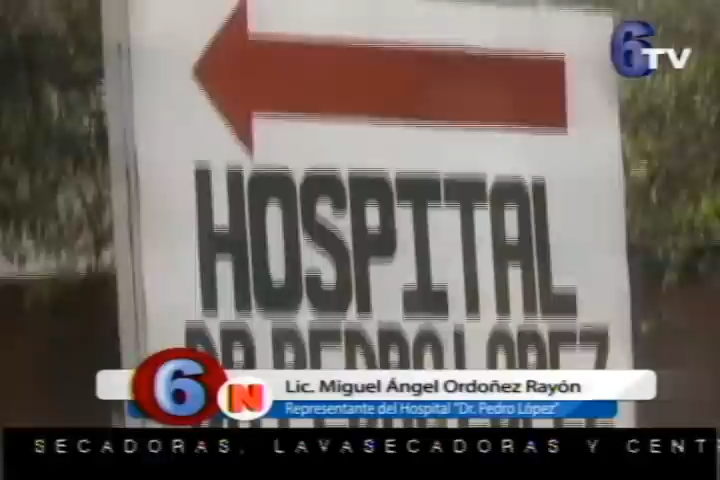 6TV
HOSPITAL
DR. PEDRO LOPEZ
6 N
Lic. Miguel Ángel Ordoñez Rayón
Representante del Hospital "Dr. Pedro López"
SECADORAS, LAVASECADORAS Y CENT